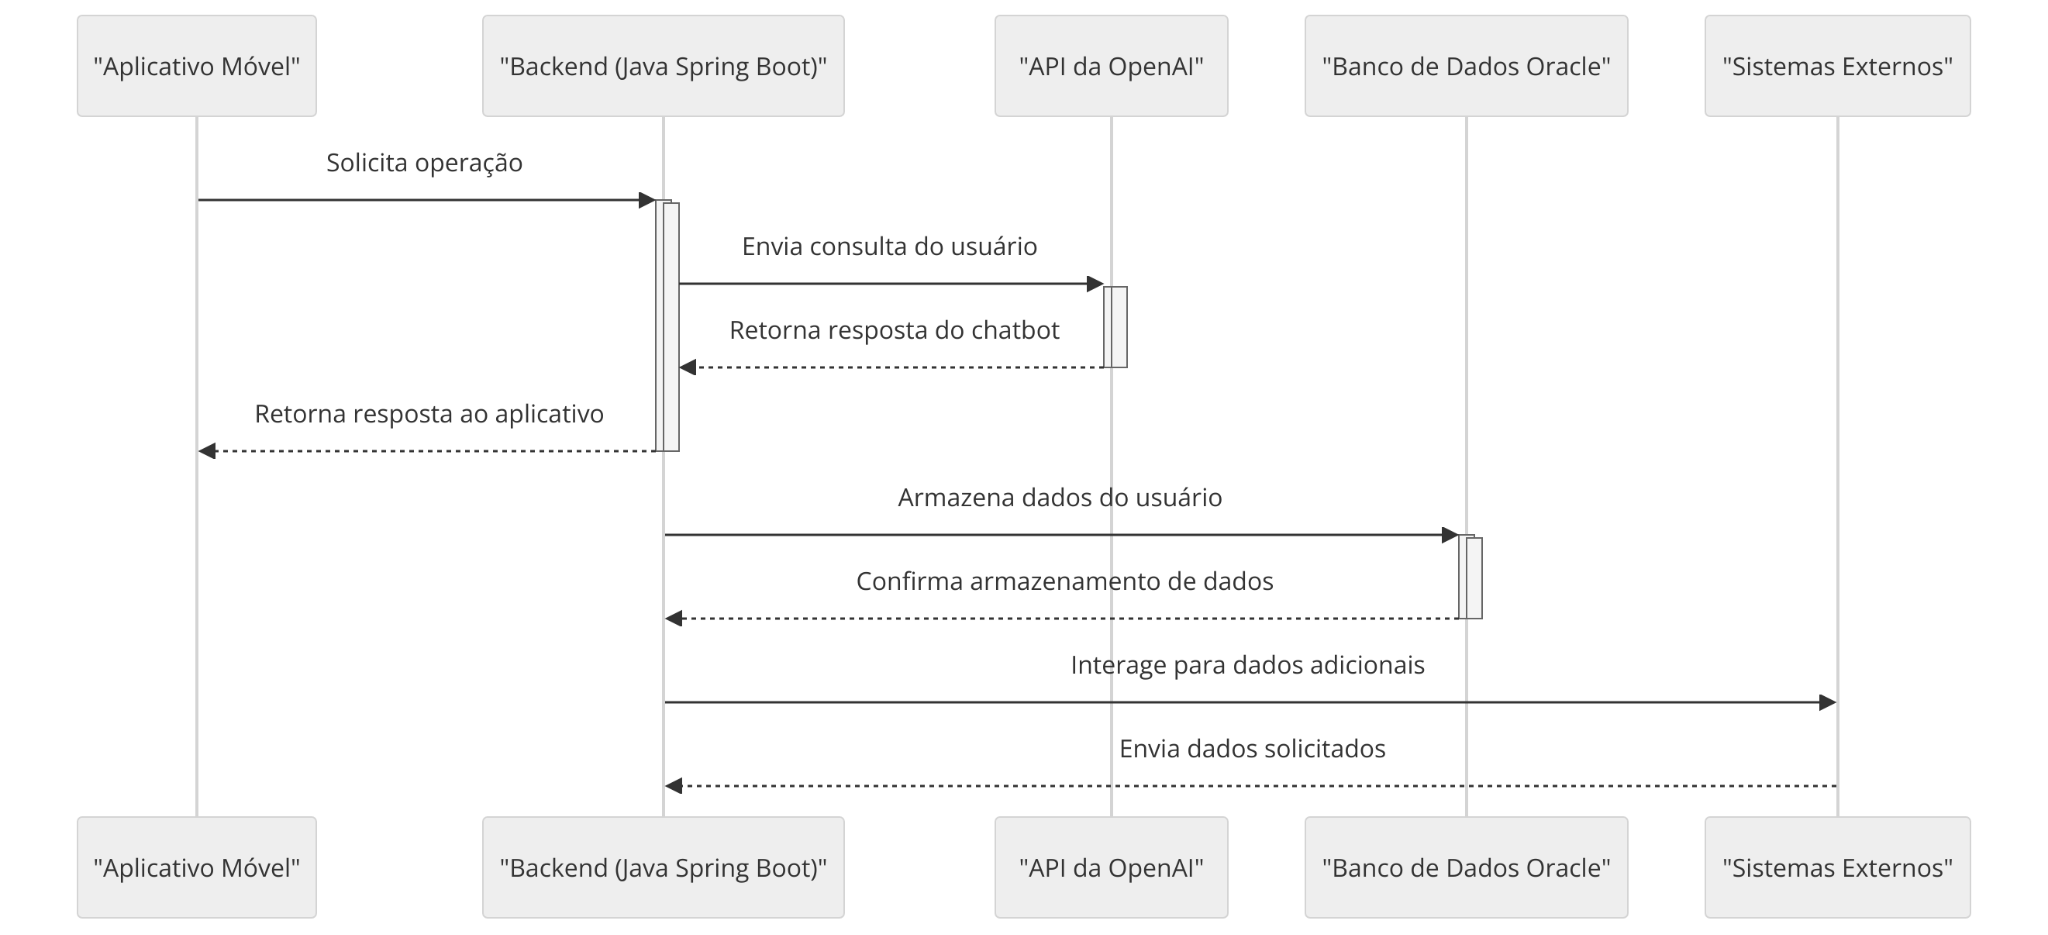 "Aplicativo Móvel"
"Backend (Java Spring Boot)"
"API da OpenAI"
"Banco de Dados Oracle"
"Sistemas Externos"
Solicita operação
Envia consulta do usuário
Retorna resposta do chatbot
Retorna resposta ao aplicativo
Armazena dados do usuário
Confirma armazenamento de dados
Interage para dados adicionais
Envia dados solicitados
"Aplicativo Móvel"
"Backend (Java Spring Boot)"
"API da OpenAI"
"Banco de Dados Oracle"
"Sistemas Externos"